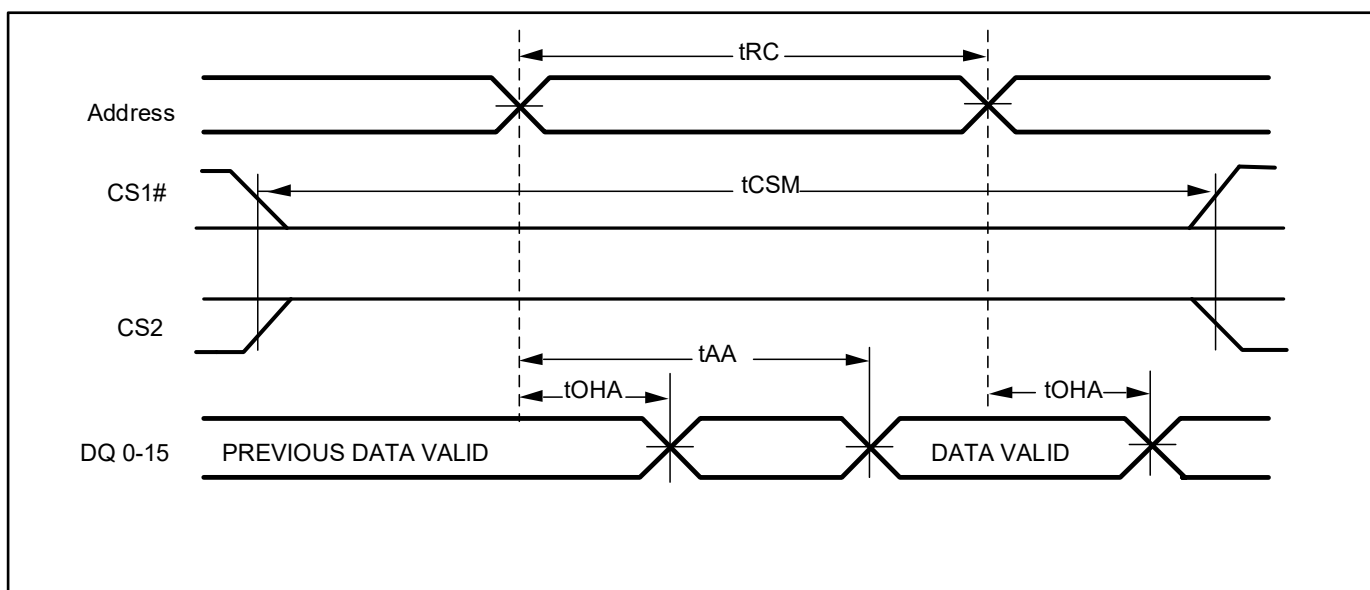 tRC
Address
CS1#
tCSM
CS2
tAA
tOHA
tOHA
DQ 0-15
PREVIOUS DATA VALID
DATA VALID